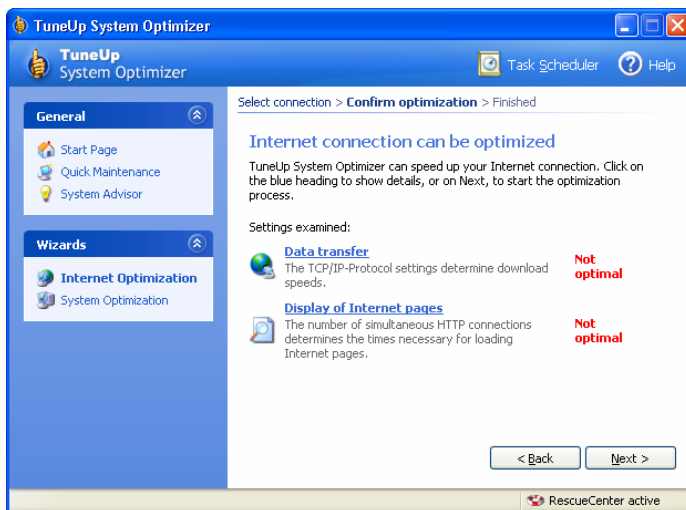 TuneUp System Optimizer
TuneUp
System Optimizer
Task Scheduler
Help
General
Start Page
Quick Maintenance
System Advisor
Wizards
Internet Optimization
System Optimization
Select connection > Confirm optimization > Finished
Internet connection can be optimized
TuneUp System Optimizer can speed up your Internet connection. Click on
the blue heading to show details, or on Next, to start the optimization
process.
Settings examined:
Data transfer
The TCP/IP-Protocol settings determine download
speeds.
Not
optimal
Display of Internet pages
The number of simultaneous HTTP connections
determines the times necessary for loading
Internet pages.
Not
optimal
< Back
Next >
RescueCenter active